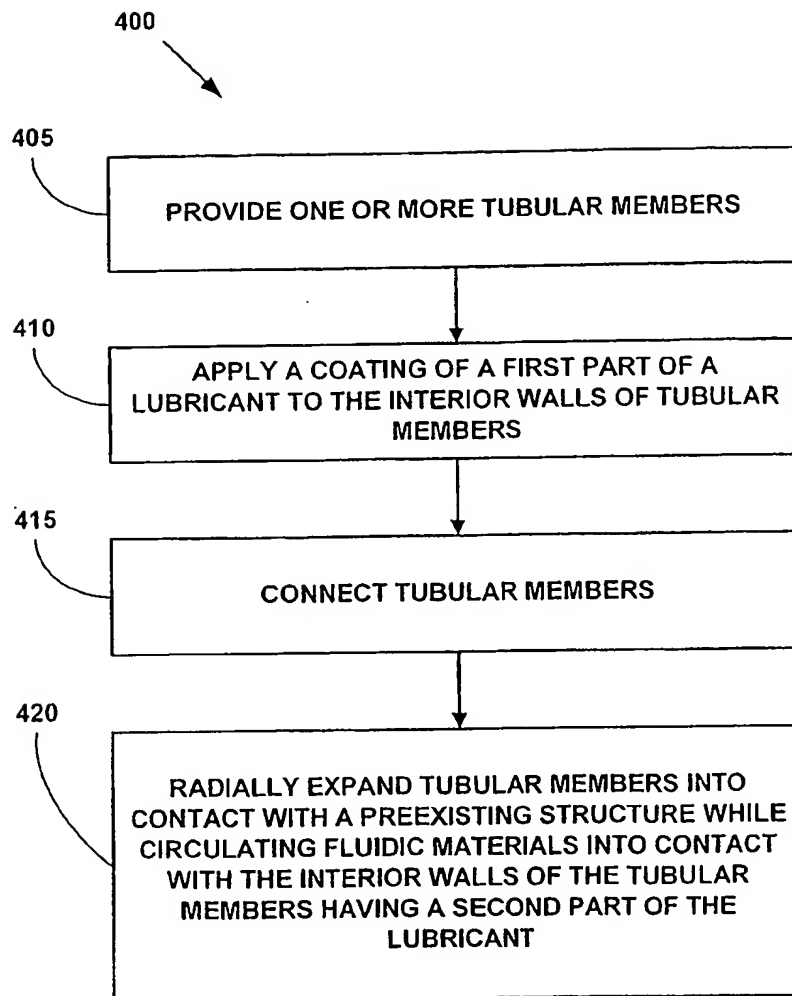 400
405
PROVIDE ONE OR MORE TUBULAR MEMBERS
410
APPLY A COATING OF A FIRST PART OF A
LUBRICANT TO THE INTERIOR WALLS OF TUBULAR
MEMBERS
415
CONNECT TUBULAR MEMBERS
420
RADIALLY EXPAND TUBULAR MEMBERS INTO
CONTACT WITH A PREEXISTING STRUCTURE WHILE
CIRCULATING FLUIDIC MATERIALS INTO CONTACT
WITH THE INTERIOR WALLS OF THE TUBULAR
MEMBERS HAVING A SECOND PART OF THE
LUBRICANT